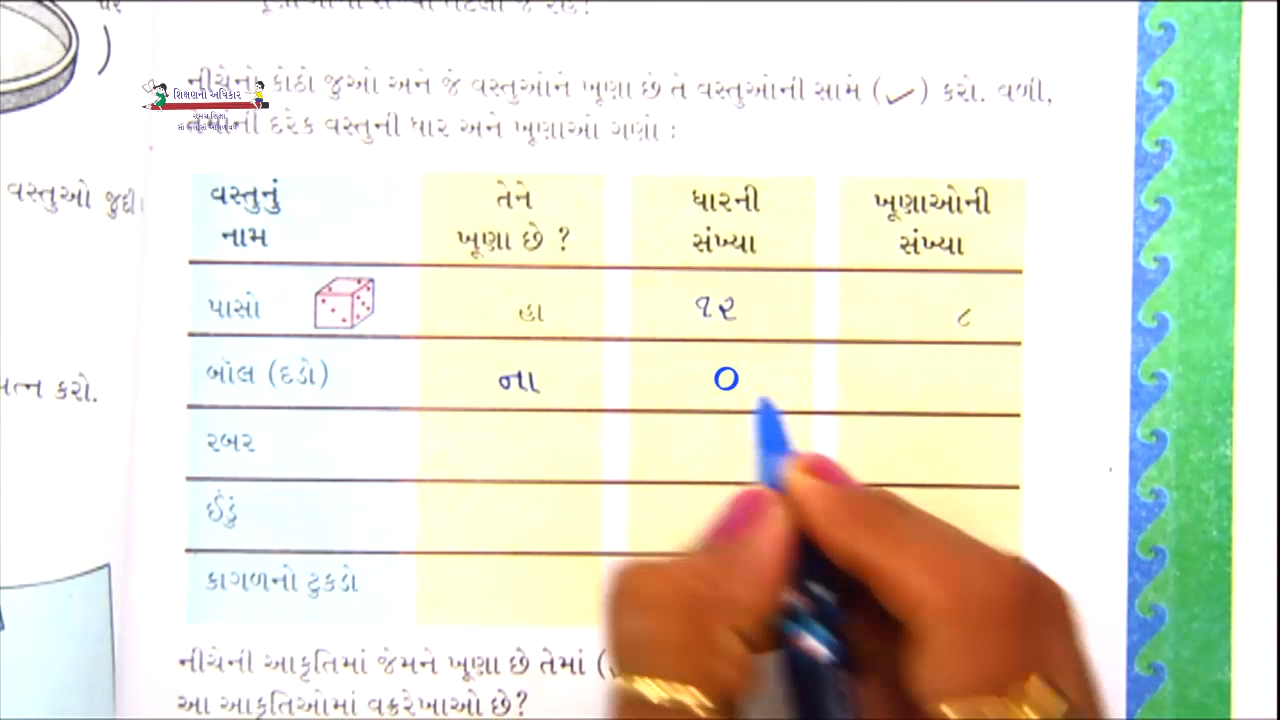 નીચેનો કોઠો જુઓ અને જે વસ્તુઓને ખૂણા છે તે વસ્તુઓની સામે (✓) કરો. વળી,
દરેક વસ્તુની ધાર અને ખૂણાઓ ગણો :
શિક્ષણનો અધિકાર
વસ્તુઓ જુદી
વસ્તુનું નામ
તેને ખૂણા છે ?
ધારની સંખ્યા
ખૂણાઓની સંખ્યા
પાસો હા ૧૨ ૮
બૉલ (દડો) ના ૦
રબર
ઈંડું
કાગળનો ટુકડો
કરો.
નીચેની આકૃતિમાં જેમને ખૂણા છે તેમાં (
આ આકૃતિઓમાં વક્રરેખાઓ છે?